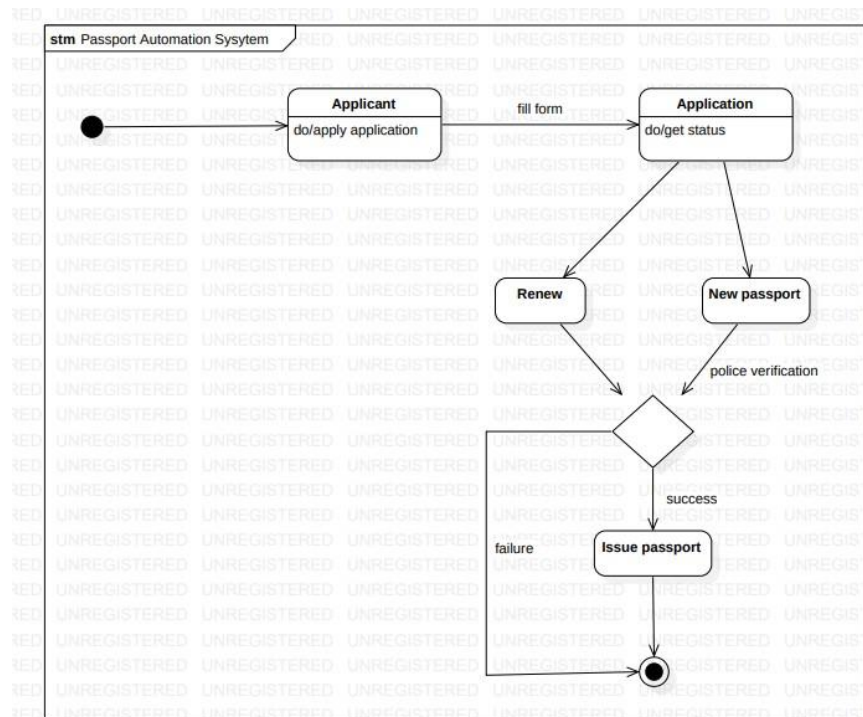 stm Passport Automation Sysytem
Applicant
do/apply application
fill form
Application
do/get status
Renew
New passport
police verification
success
failure
Issue passport
UNREGISTERED